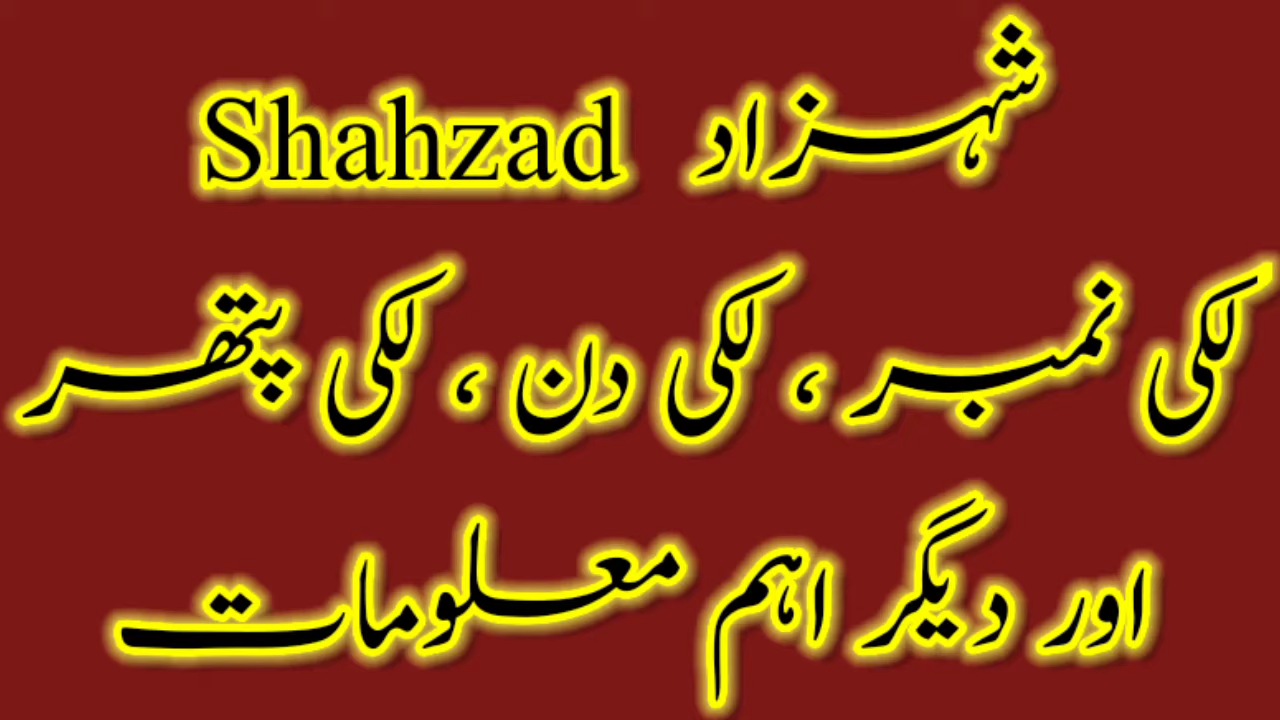 شہزاد Shahzad
لکی نمبر ، لکی دن ، لکی پتھر
اور دیگر اہم معلومات